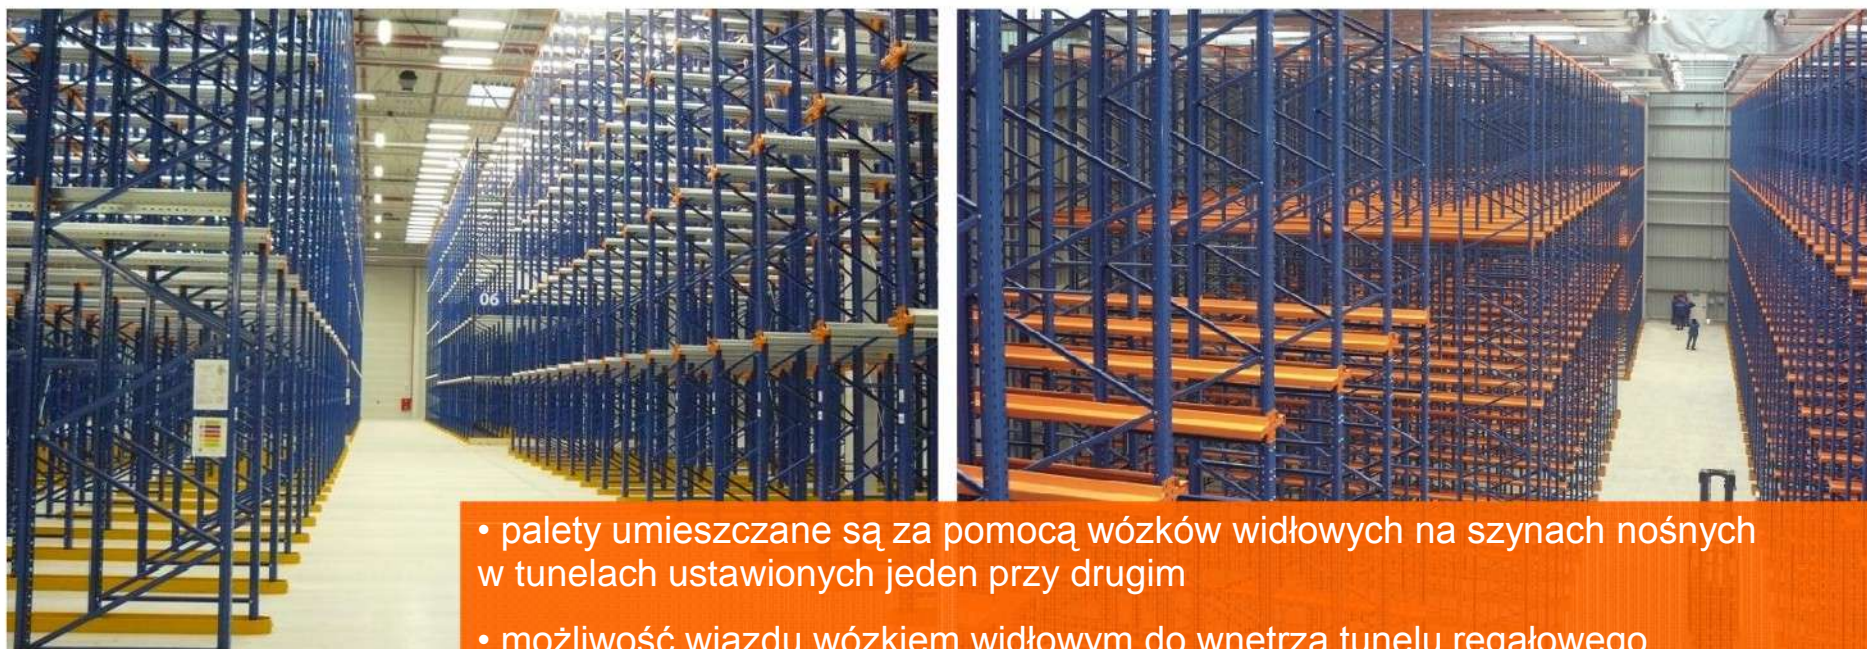 06
• palety umieszczane są za pomocą wózków widłowych na szynach nośnych
w tunelach ustawionych jeden przy drugim
• możliwość wjazdu wózkiem widłowym do wnętrza tunelu regałowego